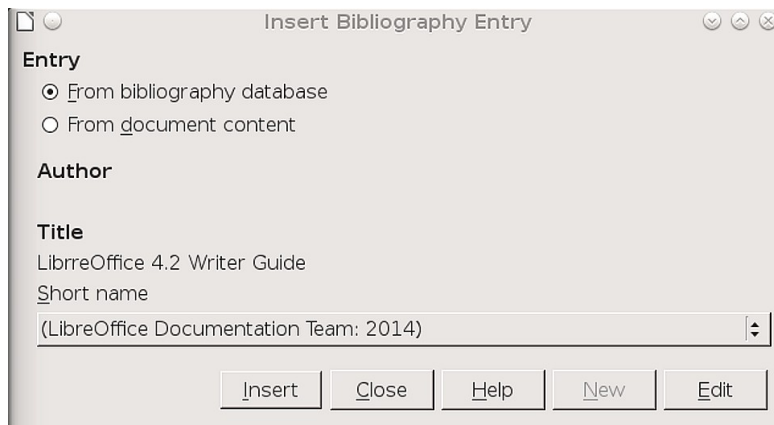 Insert Bibliography Entry
Entry
From bibliography database
From document content
Author
Title
LibrreOffice 4.2 Writer Guide
Short name
(LibreOffice Documentation Team: 2014)
Insert Close Help New Edit